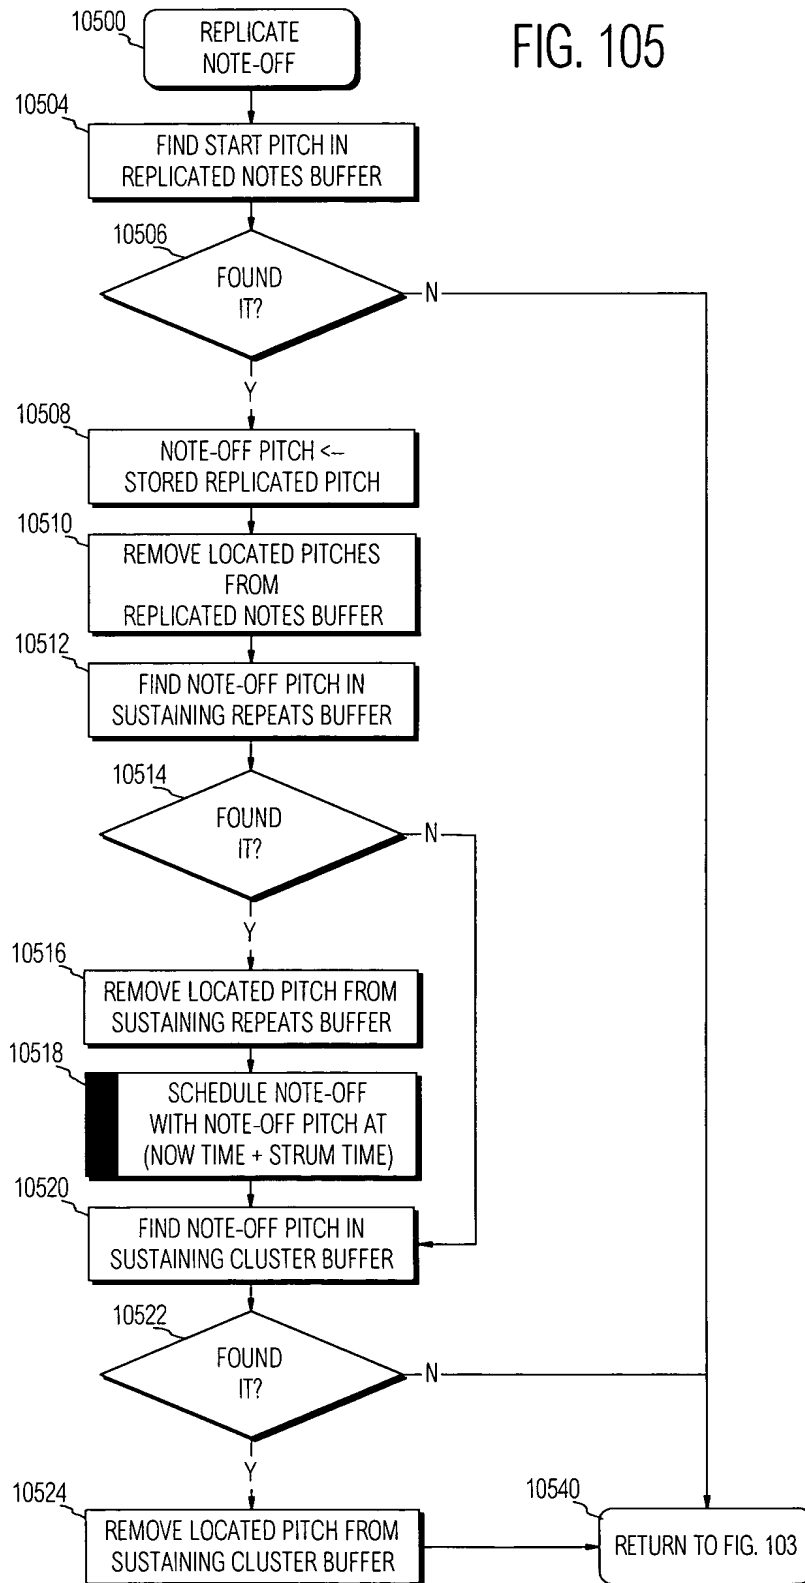 10500
REPLICATE
NOTE-OFF
FIG. 105
10504
FIND START PITCH IN
REPLICATED NOTES BUFFER
10506
FOUND
IT?
N
Y
10508
NOTE-OFF PITCH <--
STORED REPLICATED PITCH
10510
REMOVE LOCATED PITCHES
FROM
REPLICATED NOTES BUFFER
10512
FIND NOTE-OFF PITCH IN
SUSTAINING REPEATS BUFFER
10514
FOUND
IT?
N
Y
10516
REMOVE LOCATED PITCH FROM
SUSTAINING REPEATS BUFFER
10518
SCHEDULE NOTE-OFF
WITH NOTE-OFF PITCH AT
(NOW TIME + STRUM TIME)
10520
FIND NOTE-OFF PITCH IN
SUSTAINING CLUSTER BUFFER
10522
FOUND
IT?
N
Y
10524
REMOVE LOCATED PITCH FROM
SUSTAINING CLUSTER BUFFER
10540
RETURN TO FIG. 103